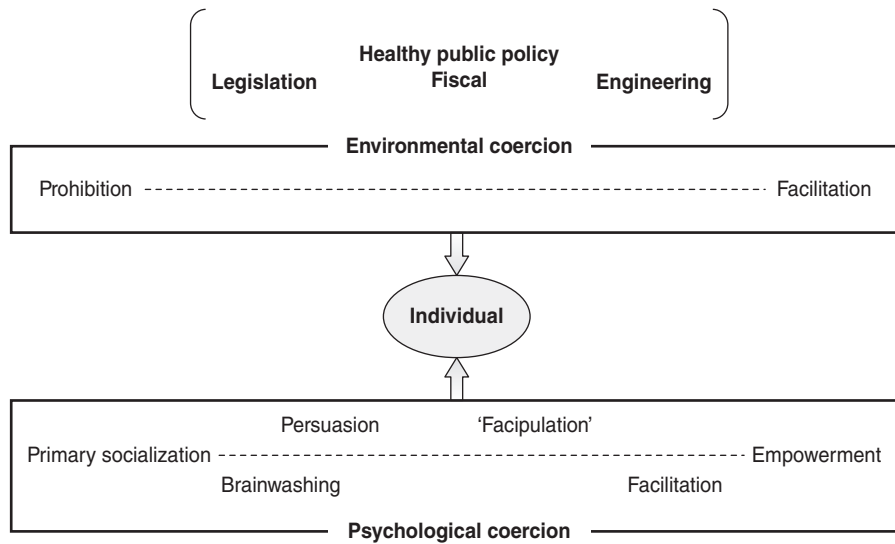 Healthy public policy
Legislation Fiscal Engineering
Environmental coercion
Prohibition Facilitation
Individual
Persuasion 'Facipulation'
Primary socialization Empowerment
Brainwashing Facilitation
Psychological coercion